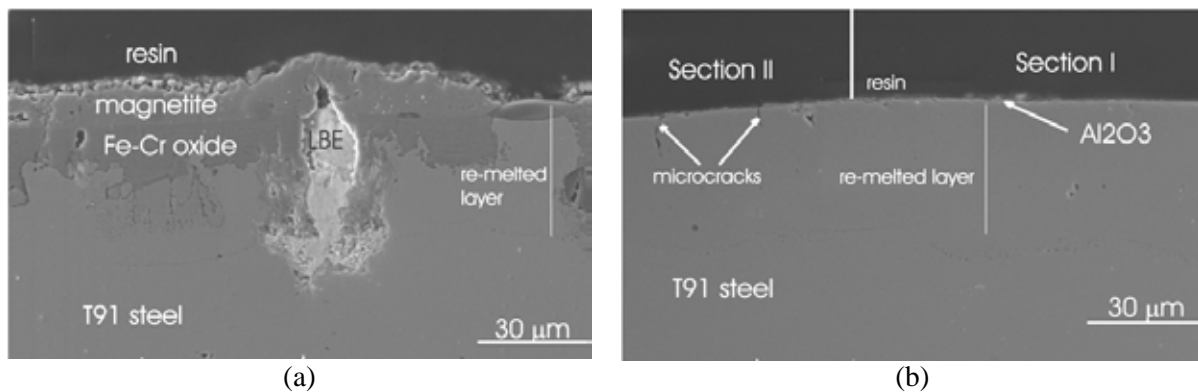 resin
magnetite
Fe-Cr oxide
LBE
re-melted
layer
T91 steel
30 µm
(a)
Section II
Section I
resin
Al2O3
microcracks
re-melted layer
T91 steel
30 µm
(b)